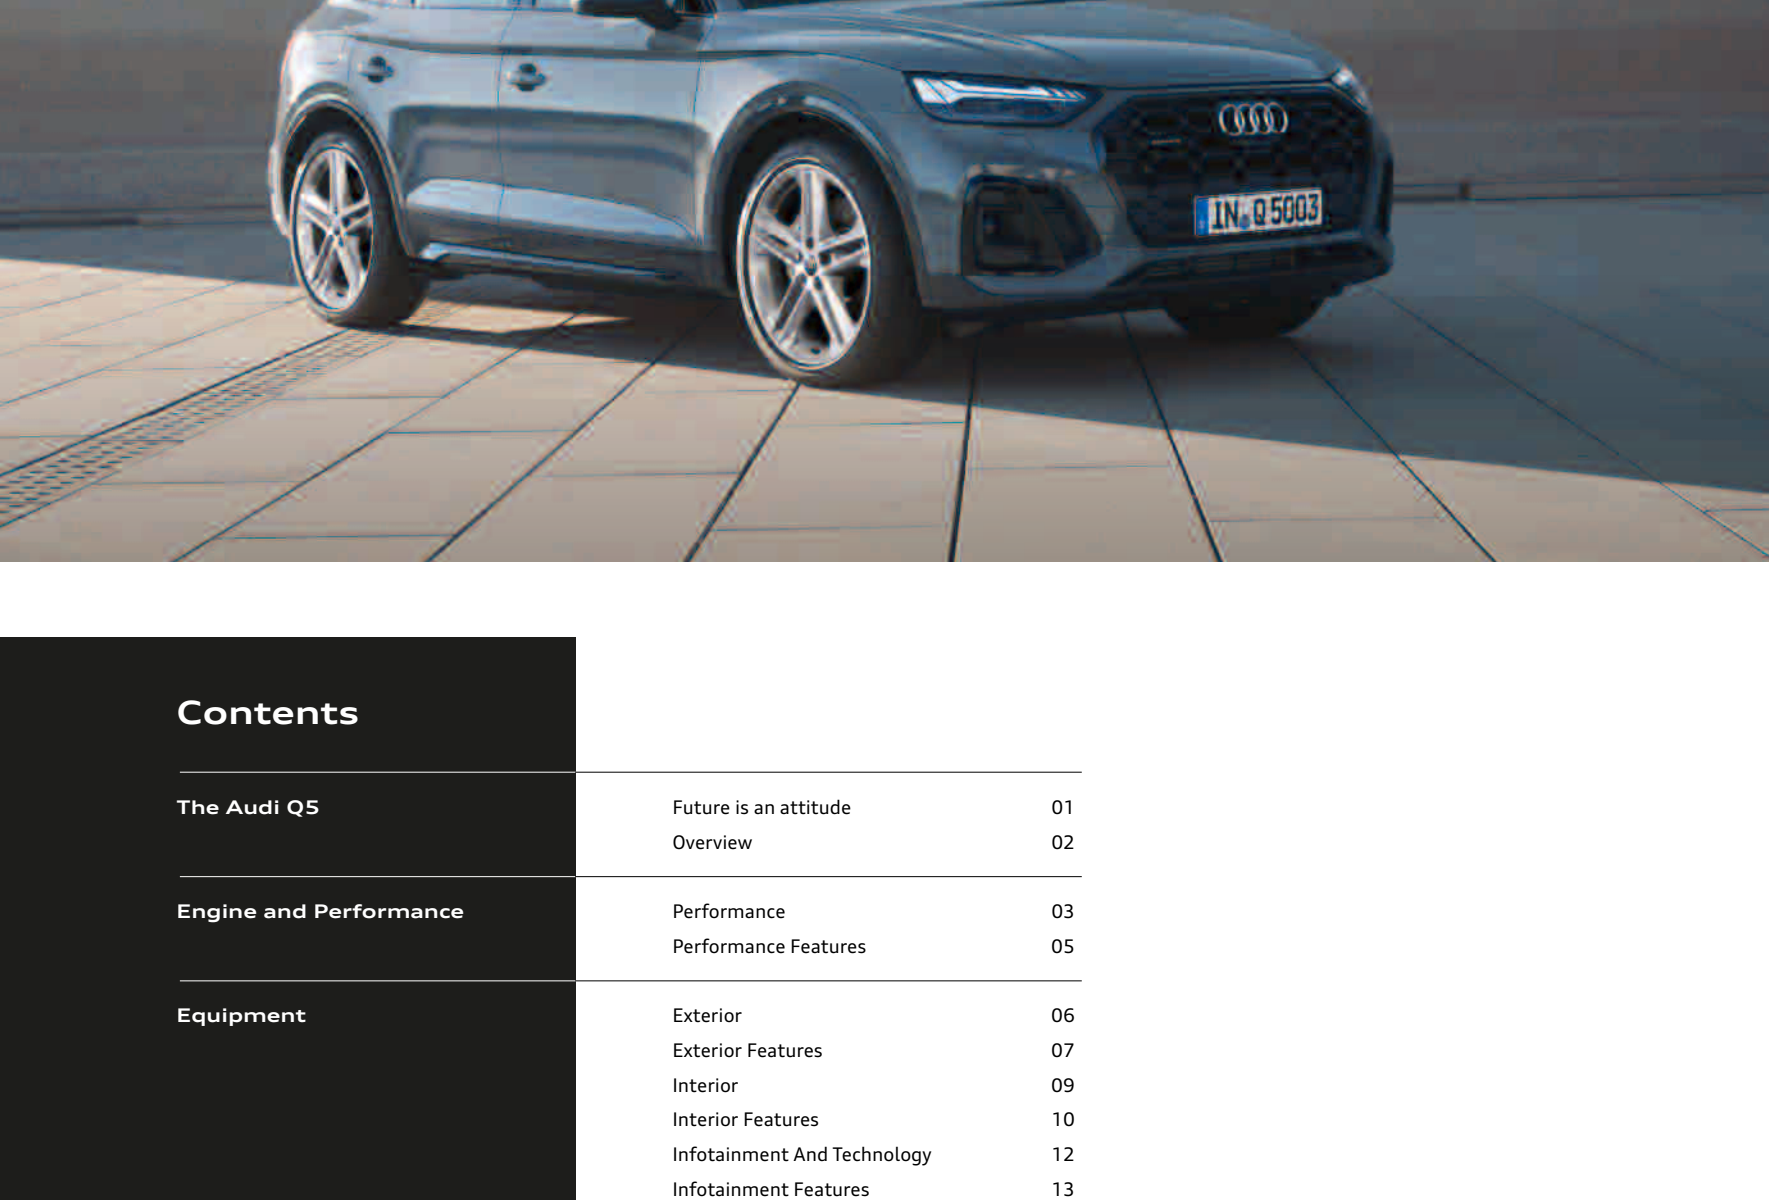 IN Q 5003
Contents
The Audi Q5
Future is an attitude 01
Overview 02
Engine and Performance
Performance 03
Performance Features 05
Equipment
Exterior 06
Exterior Features 07
Interior 09
Interior Features 10
Infotainment And Technology 12
Infotainment Features 13